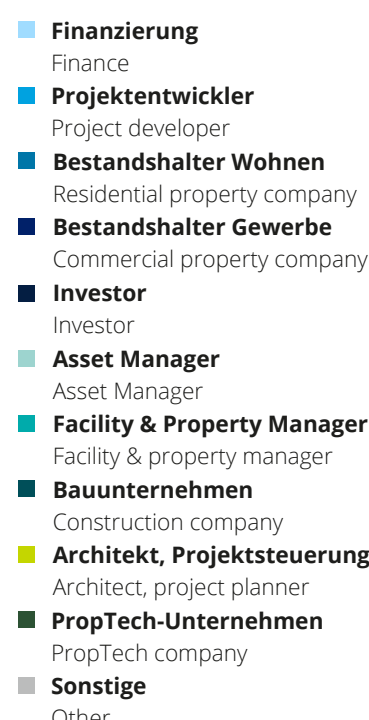 Finanzierung
Finance
Projektentwickler
Project developer
Bestandshalter Wohnen
Residential property company
Bestandshalter Gewerbe
Commercial property company
Investor
Investor
Asset Manager
Asset Manager
Facility & Property Manager
Facility & property manager
Bauunternehmen
Construction company
Architekt, Projektsteuerung
Architect, project planner
PropTech-Unternehmen
PropTech company
Sonstige
Other